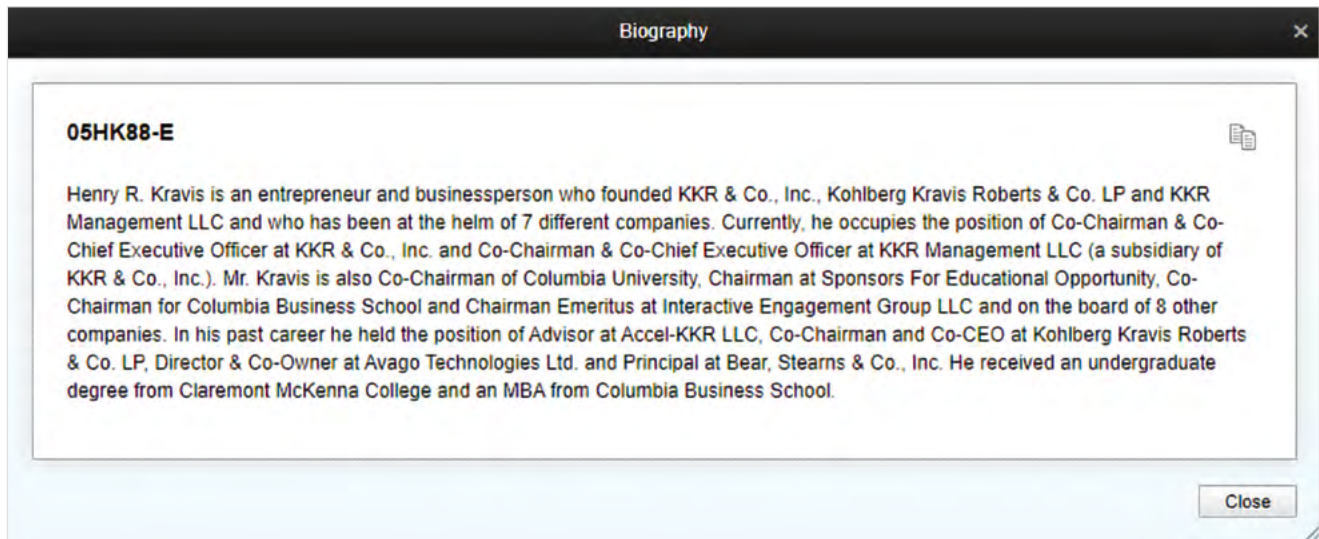 Biography
05HK88-E
Henry R. Kravis is an entrepreneur and businessperson who founded KKR & Co., Inc., Kohlberg Kravis Roberts & Co. LP and KKR
Management LLC and who has been at the helm of 7 different companies. Currently, he occupies the position of Co-Chairman & Co-
Chief Executive Officer at KKR & Co., Inc. and Co-Chairman & Co-Chief Executive Officer at KKR Management LLC (a subsidiary of
KKR & Co., Inc.). Mr. Kravis is also Co-Chairman of Columbia University, Chairman at Sponsors For Educational Opportunity, Co-
Chairman for Columbia Business School and Chairman Emeritus at Interactive Engagement Group LLC and on the board of 8 other
companies. In his past career he held the position of Advisor at Accel-KKR LLC, Co-Chairman and Co-CEO at Kohlberg Kravis Roberts
& Co. LP, Director & Co-Owner at Avago Technologies Ltd. and Principal at Bear, Stearns & Co., Inc. He received an undergraduate
degree from Claremont McKenna College and an MBA from Columbia Business School.
Close